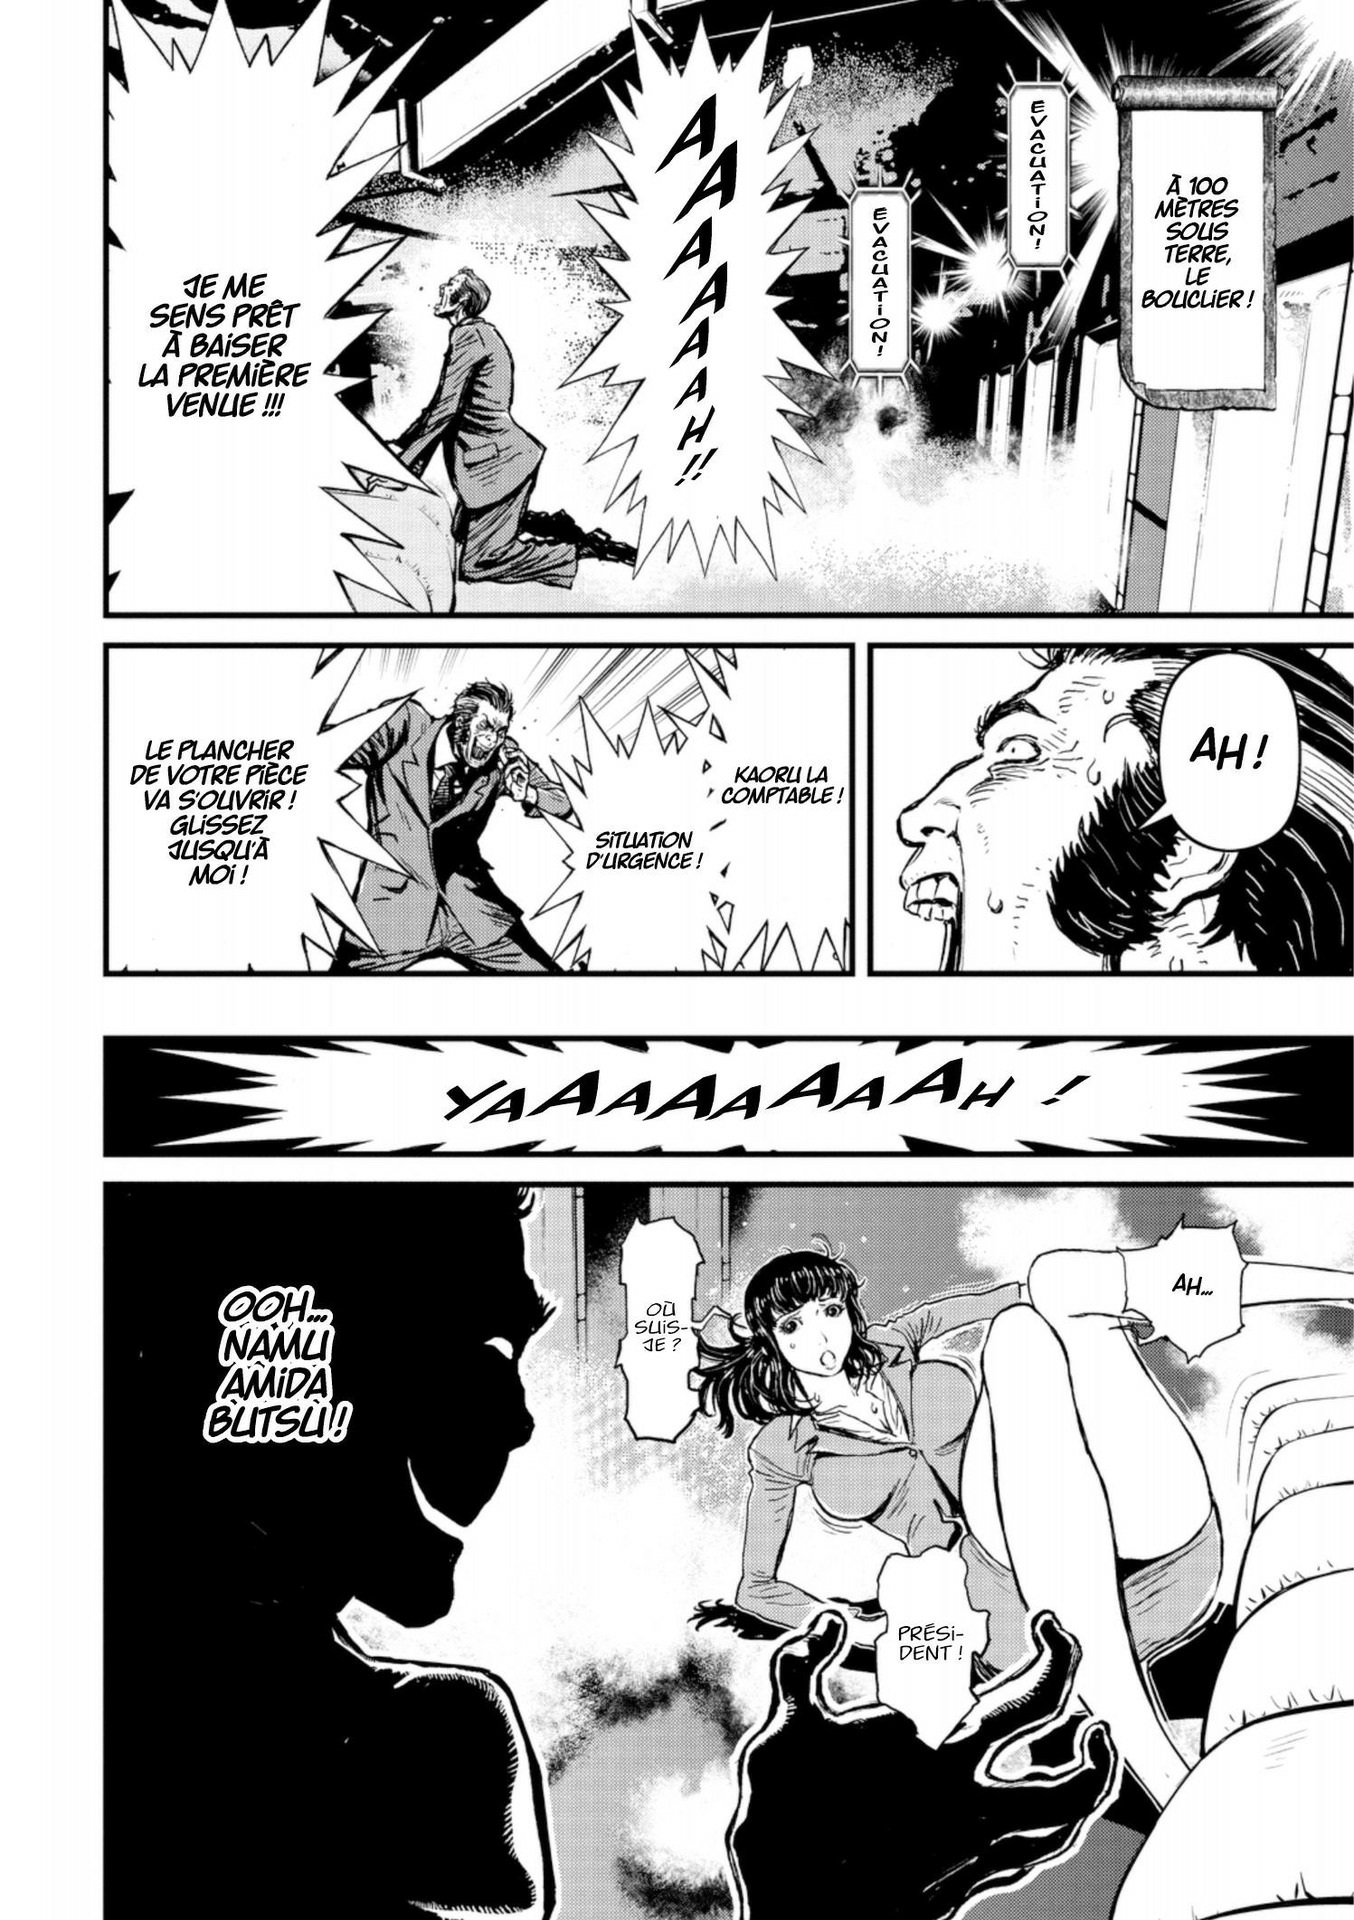 À 100
MÈTRES
SOUS
TERRE,
LE
BOUCLIER !
EVACUATION !
EVACUATION !
AAAAAAAH !!
JE ME
SENS PRÊT
À BAISER
LA PREMIÈRE
VENUE !!!
AH !
KAORU LA
COMPTABLE !
SITUATION
D'URGENCE !
LE PLANCHER
DE VOTRE PIÈCE
VA S'OUVRIR !
GLISSEZ
JUSQU'À
MOI !
YAAAAAAAAAH !
AH...
OÙ
SUIS-
JE ?
PRÉSI-
DENT !
OOH...
NAMU
AMIDA
BUTSU !